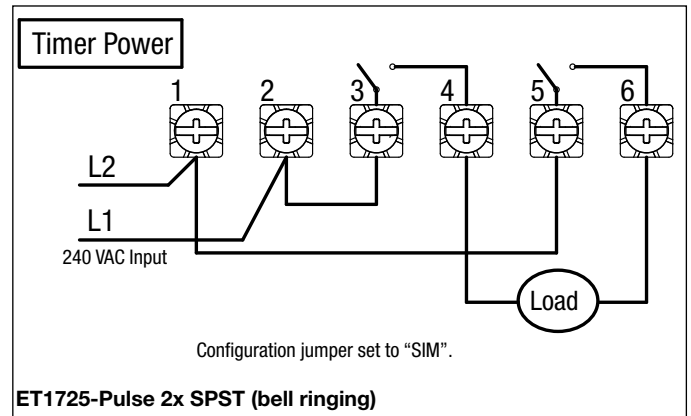 Timer Power
1 2 3 4 5 6
L2
L1
240 VAC Input
Load
Configuration jumper set to “SIM”.
ET1725-Pulse 2x SPST (bell ringing)